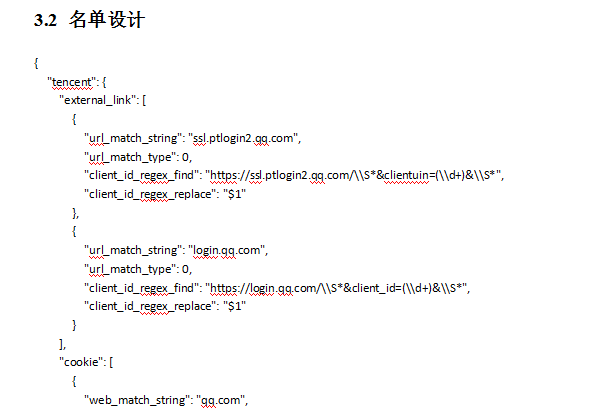 3.2 名单设计
{
"tencent": {
"external_link": [
{
"url_match_string": "ssl.ptlogin2.qq.com",
"url_match_type": 0,
"client_id_regex_find": "https://ssl.ptlogin2.qq.com/\\S*&clientuin=(\\d+)&\\S*",
"client_id_regex_replace": "$1"
},
{
"url_match_string": "login.qq.com",
"url_match_type": 0,
"client_id_regex_find": "https://login.qq.com/\\S*&client_id=(\\d+)&\\S*",
"client_id_regex_replace": "$1"
}
],
"cookie": [
{
"web_match_string": "qq.com",